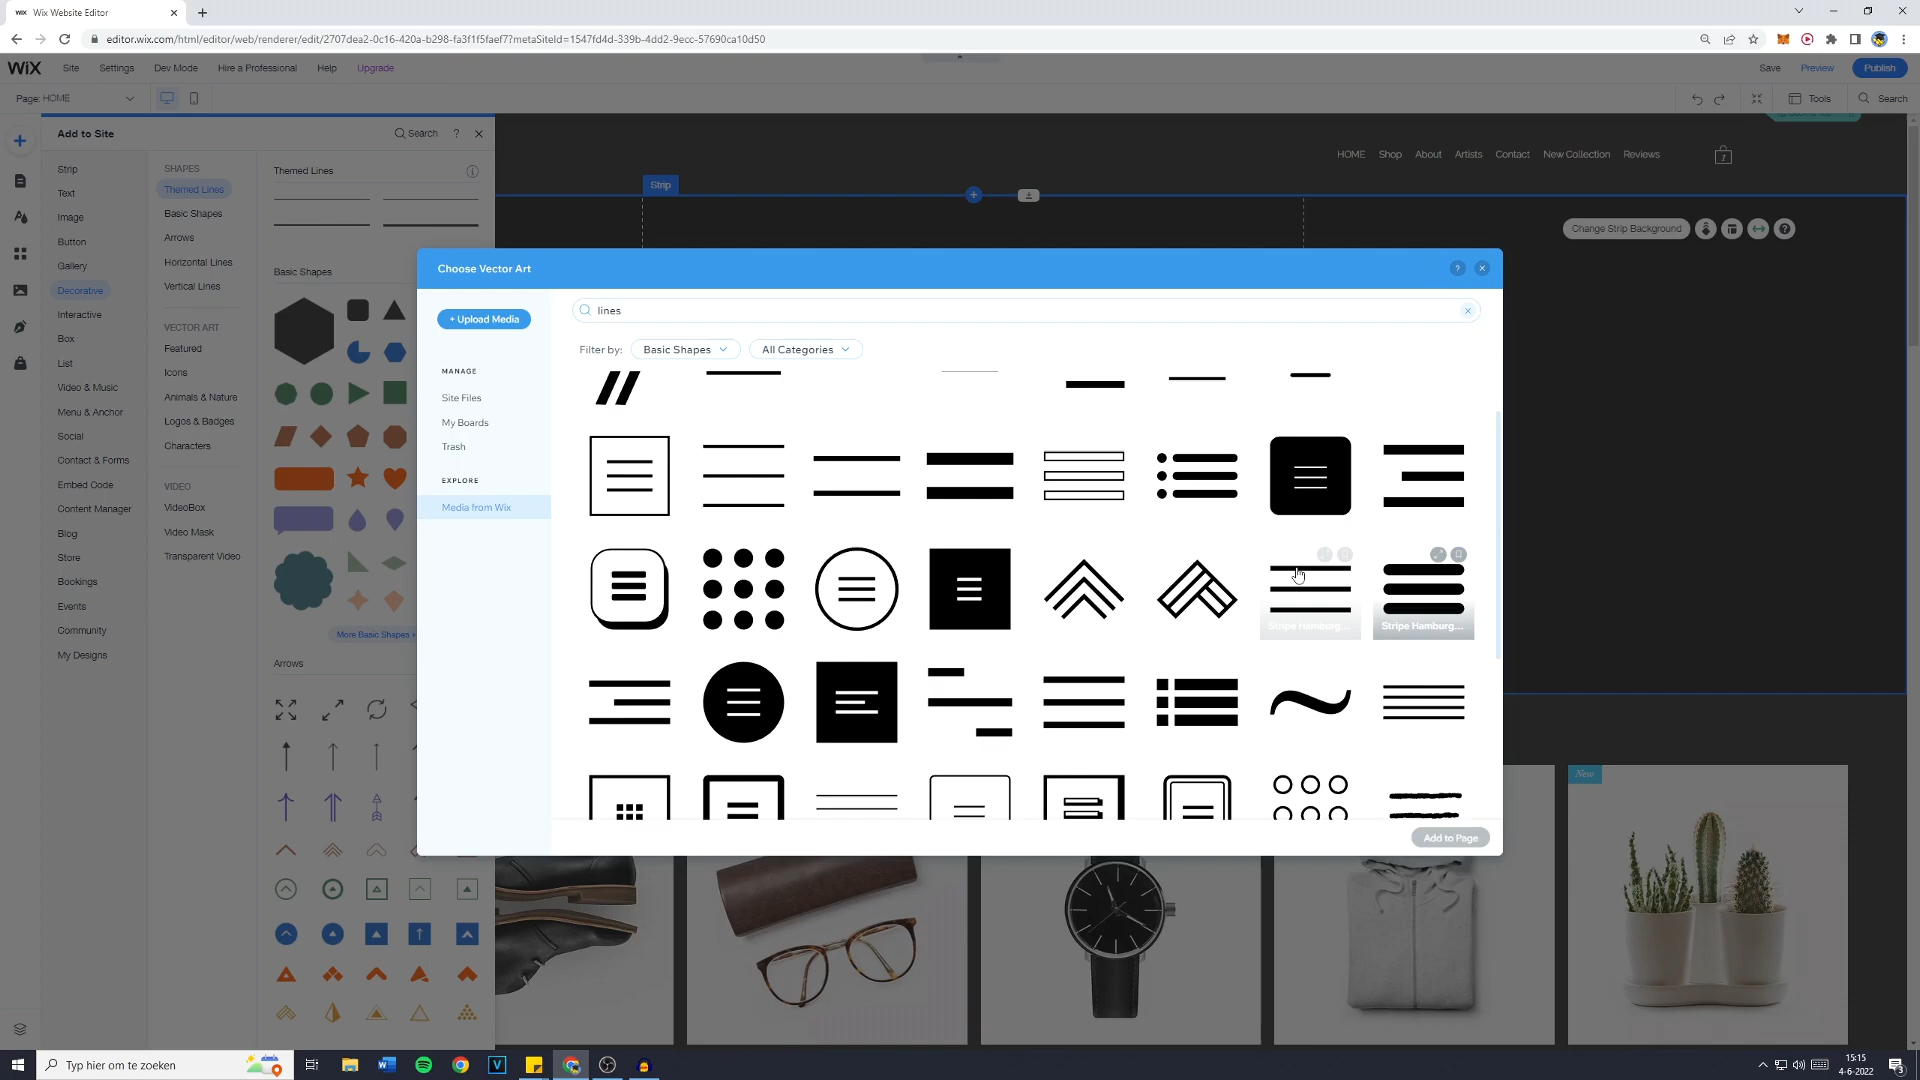 WiX Wix Website Editor
editor.wix.com/html/editor/web/renderer/edit/2707dea2-0c16-420a-b298-fa3f1f5faef7?metaSiteId=1547fd4d-339b-4dd2-9ecc-57690ca10d50
WiX Site Settings Dev Mode Hire a Professional Help Upgrade Save Preview Publish
Page: HOME Tools Search
Add to Site Search ?
Strip
Text
Image
Button
Gallery
Decorative
Interactive
Box
List
Video & Music
Menu & Anchor
Social
Contact & Forms
Embed Code
Content Manager
Blog
Store
Bookings
Events
Community
My Designs
SHAPES
Themed Lines
Basic Shapes
Arrows
Horizontal Lines
Vertical Lines
VECTOR ART
Featured
Icons
Animals & Nature
Logos & Badges
Characters
VIDEO
VideoBox
Video Mask
Transparent Video
Themed Lines
Basic Shapes
More Basic Shapes +
Arrows
HOME Shop About Artists Contact New Collection Reviews 1
Strip
Change Strip Background ?
Choose Vector Art ?
+ Upload Media
MANAGE
Site Files
My Boards
Trash
EXPLORE
Media from Wix
lines
Filter by: Basic Shapes All Categories
Stripe Hamburg... Stripe Hamburg...
Add to Page
New
Typ hier om te zoeken
15:15
4-6-2022
3